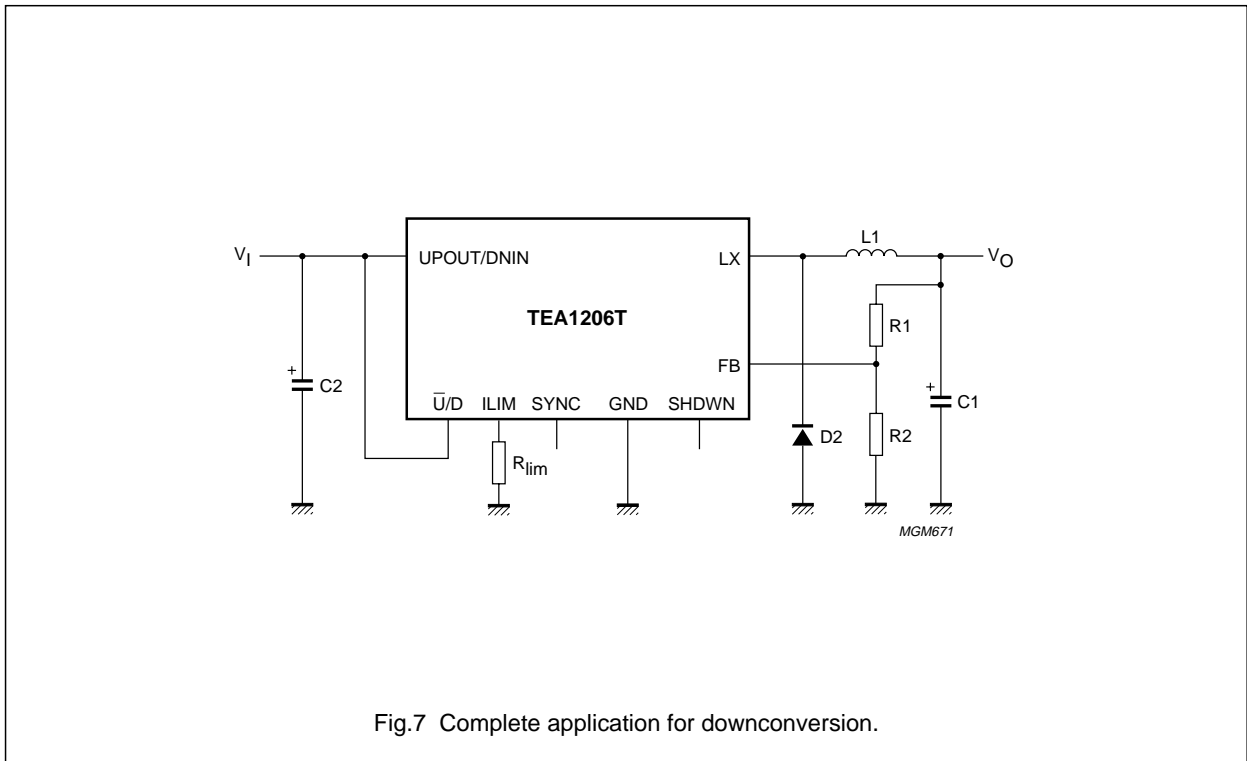 V_I
UPOUT/DNIN
LX
L1
V_O
TEA1206T
R1
FB
+
C2
U̅/D ILIM SYNC GND SHDWN
+
C1
D2
R2
R_lim
MGM671
Fig.7 Complete application for downconversion.